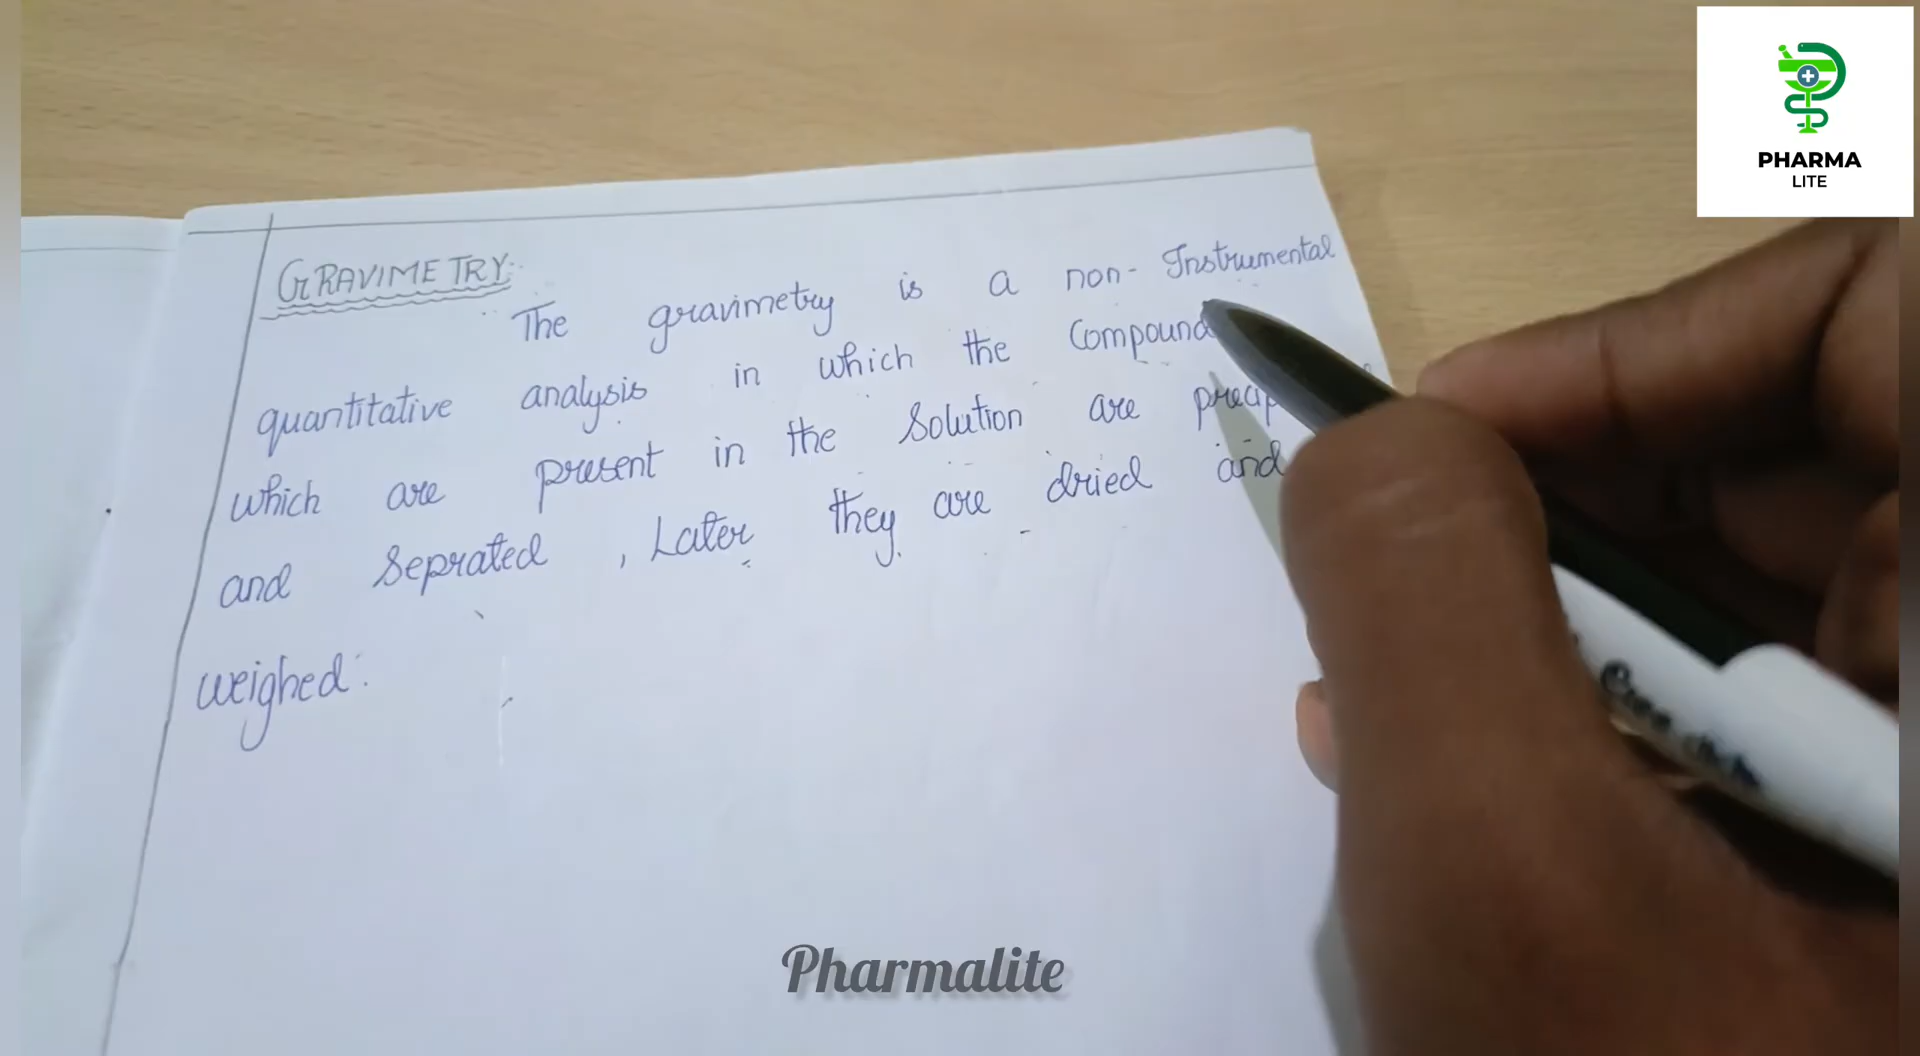 PHARMA
LITE
GRAVIMETRY:
The gravimetry is a non-Instrumental
quantitative analysis in which the Compound
which are present in the Solution are
and Seprated, Later they are dried and
weighed.
Pharmalite